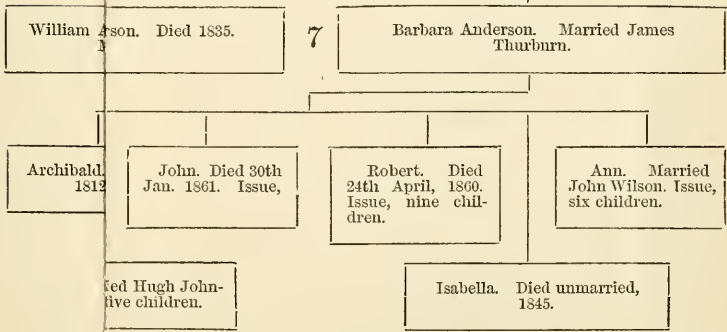 William rson. Died 1835.
7
Barbara Anderson. Married James
Thurburn.
Archibald.
1812
John. Died 30th
Jan. 1861. Issue,
Robert. Died
24th April, 1860.
Issue, nine chil-
dren.
Ann. Married
John Wilson. Issue,
six children.
ed Hugh John-
five children.
Isabella. Died unmarried,
1845.